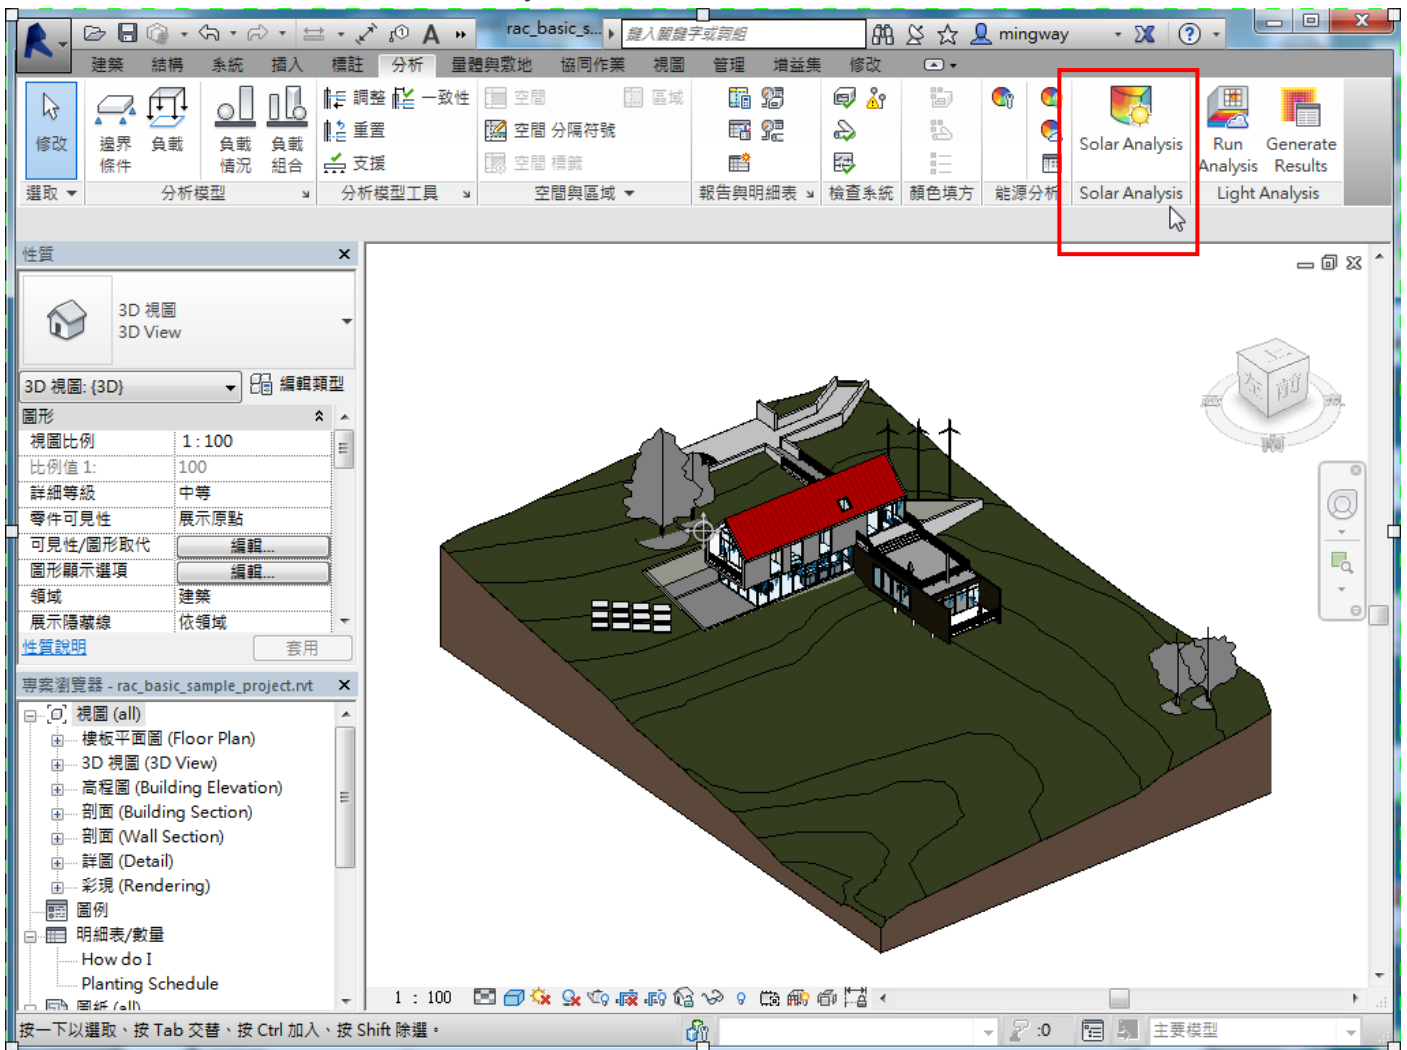 rac_basic_s...
鍵入關鍵字或詞組
mingway
建築 結構 系統 插入 標註 分析 量體與敷地 協同作業 視圖 管理 增益集 修改
修改
邊界
條件
負載
負載
情況
負載
組合
調整
一致性
重置
支援
空間
區域
空間 分隔符號
空間 標籤
Solar Analysis
Run
Analysis
Generate
Results
選取
分析模型
分析模型工具
空間與區域
報告與明細表
檢查系統
顏色填方
能源分析
Solar Analysis
Light Analysis
性質
3D 視圖
3D View
3D 視圖: {3D}
編輯類型
圖形
視圖比例 1 : 100
比例值 1: 100
詳細等級 中等
零件可見性 展示原點
可見性/圖形取代 編輯...
圖形顯示選項 編輯...
領域 建築
展示隱藏線 依領域
性質說明
套用
專案瀏覽器 - rac_basic_sample_project.rvt
視圖 (all)
樓板平面圖 (Floor Plan)
3D 視圖 (3D View)
高程圖 (Building Elevation)
剖面 (Building Section)
剖面 (Wall Section)
詳圖 (Detail)
彩現 (Rendering)
圖例
明細表/數量
How do I
Planting Schedule
圖紙 (all)
上
左
前
1 : 100
按一下以選取、按 Tab 交替、按 Ctrl 加入、按 Shift 除選。
:0
主要模型